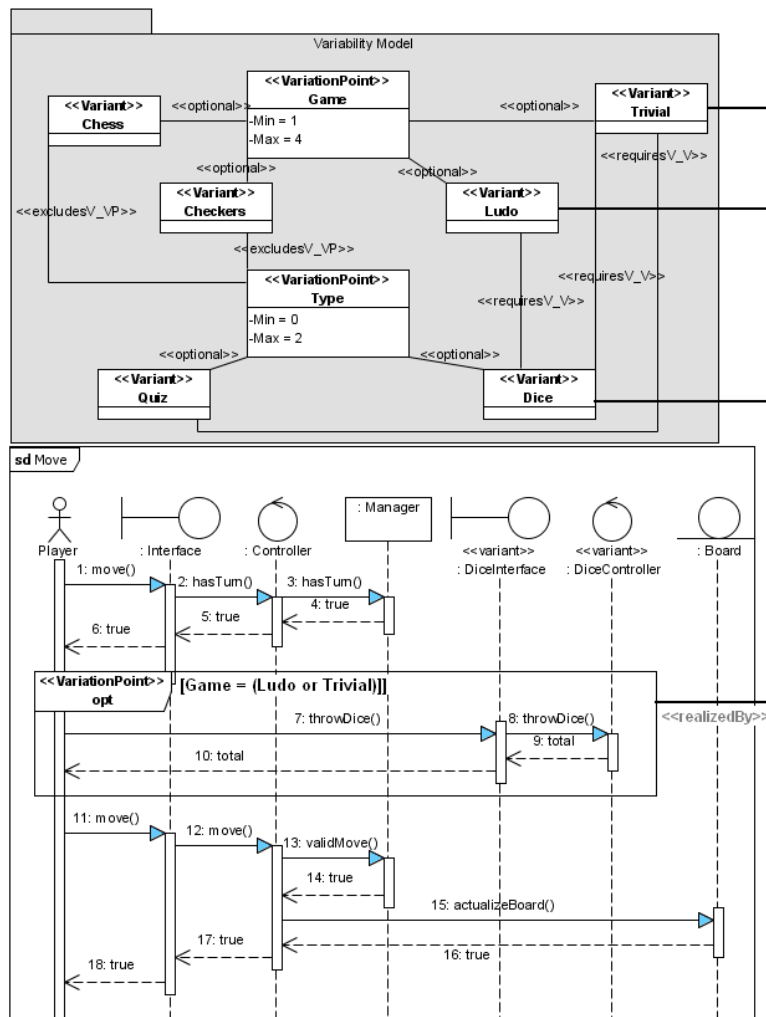 Variability Model
<<VariationPoint>>
Game
-Min = 1
-Max = 4
<<Variant>>
Chess
<<optional>>
<<optional>>
<<Variant>>
Trivial
<<optional>>
<<optional>>
<<requiresV_V>>
<<Variant>>
Checkers
<<Variant>>
Ludo
<<excludesV_VP>>
<<excludesV_VP>>
<<VariationPoint>>
Type
-Min = 0
-Max = 2
<<requiresV_V>>
<<requiresV_V>>
<<optional>>
<<optional>>
<<Variant>>
Quiz
<<Variant>>
Dice
sd Move
Player
: Interface
: Controller
: Manager
<<variant>>
: DiceInterface
<<variant>>
: DiceController
: Board
1: move()
2: hasTurn()
3: hasTurn()
4: true
5: true
6: true
<<VariationPoint>>
opt
[Game = (Ludo or Trivial)]]
7: throwDice()
8: throwDice()
9: total
10: total
<<realizedBy>>
11: move()
12: move()
13: validMove()
14: true
15: actualizeBoard()
16: true
17: true
18: true